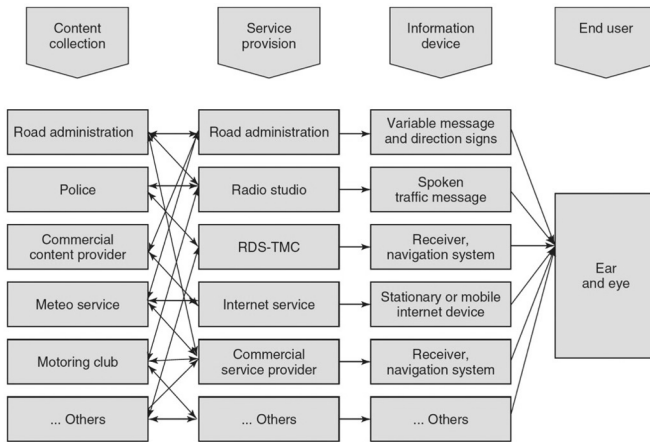 Content
collection
Service
provision
Information
device
End user
Road administration
Road administration
Variable message
and direction signs
Police
Radio studio
Spoken
traffic message
Commercial
content provider
RDS-TMC
Receiver,
navigation system
Ear
and eye
Meteo service
Internet service
Stationary or mobile
internet device
Motoring club
Commercial
service provider
Receiver,
navigation system
... Others
... Others
... Others